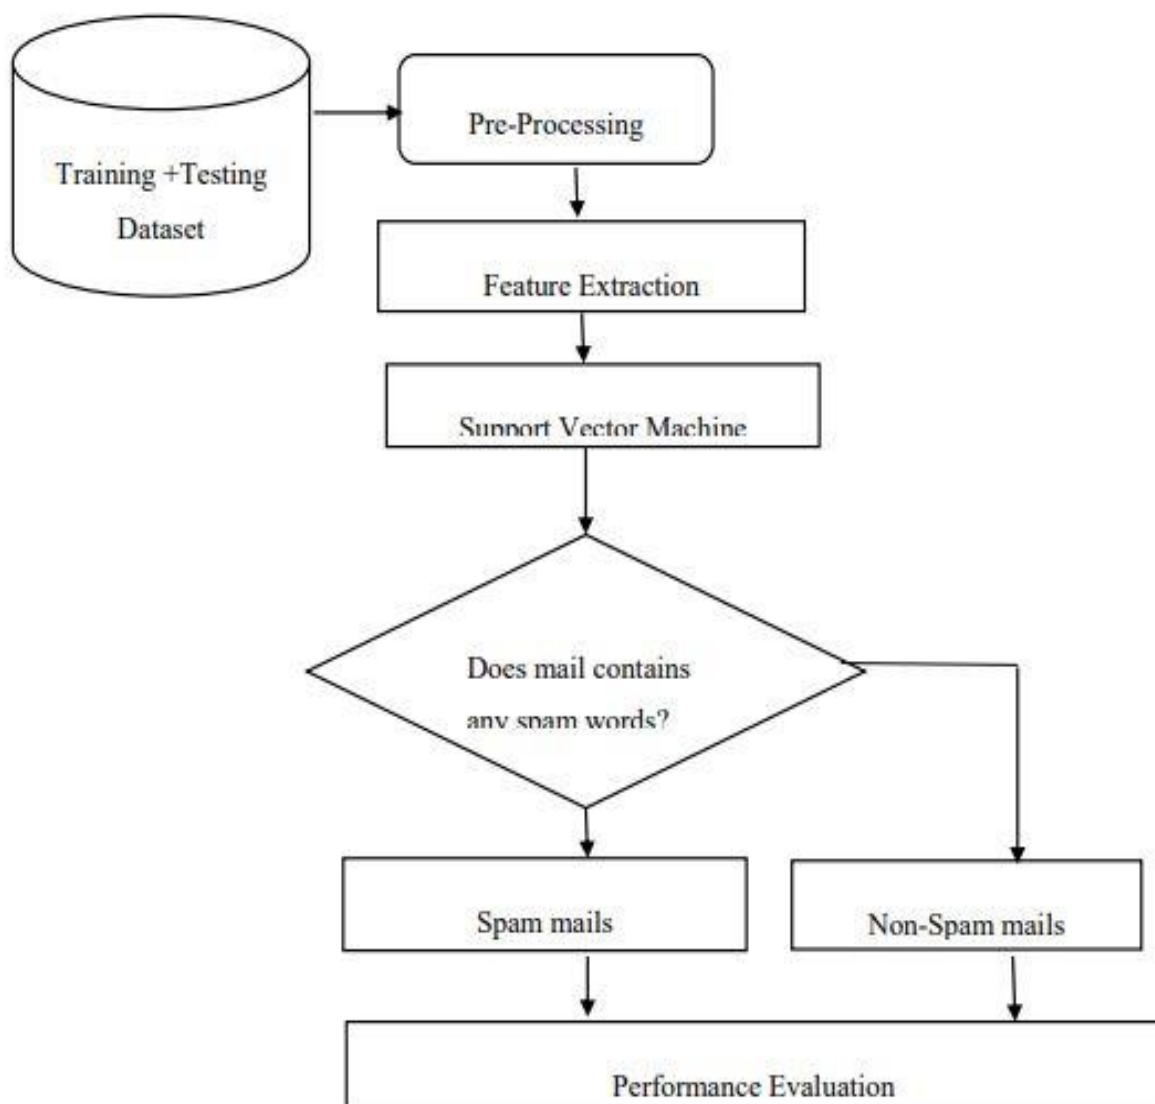 Training +Testing
Dataset
Pre-Processing
Feature Extraction
Support Vector Machine
Does mail contains
any spam words?
Spam mails
Non-Spam mails
Performance Evaluation